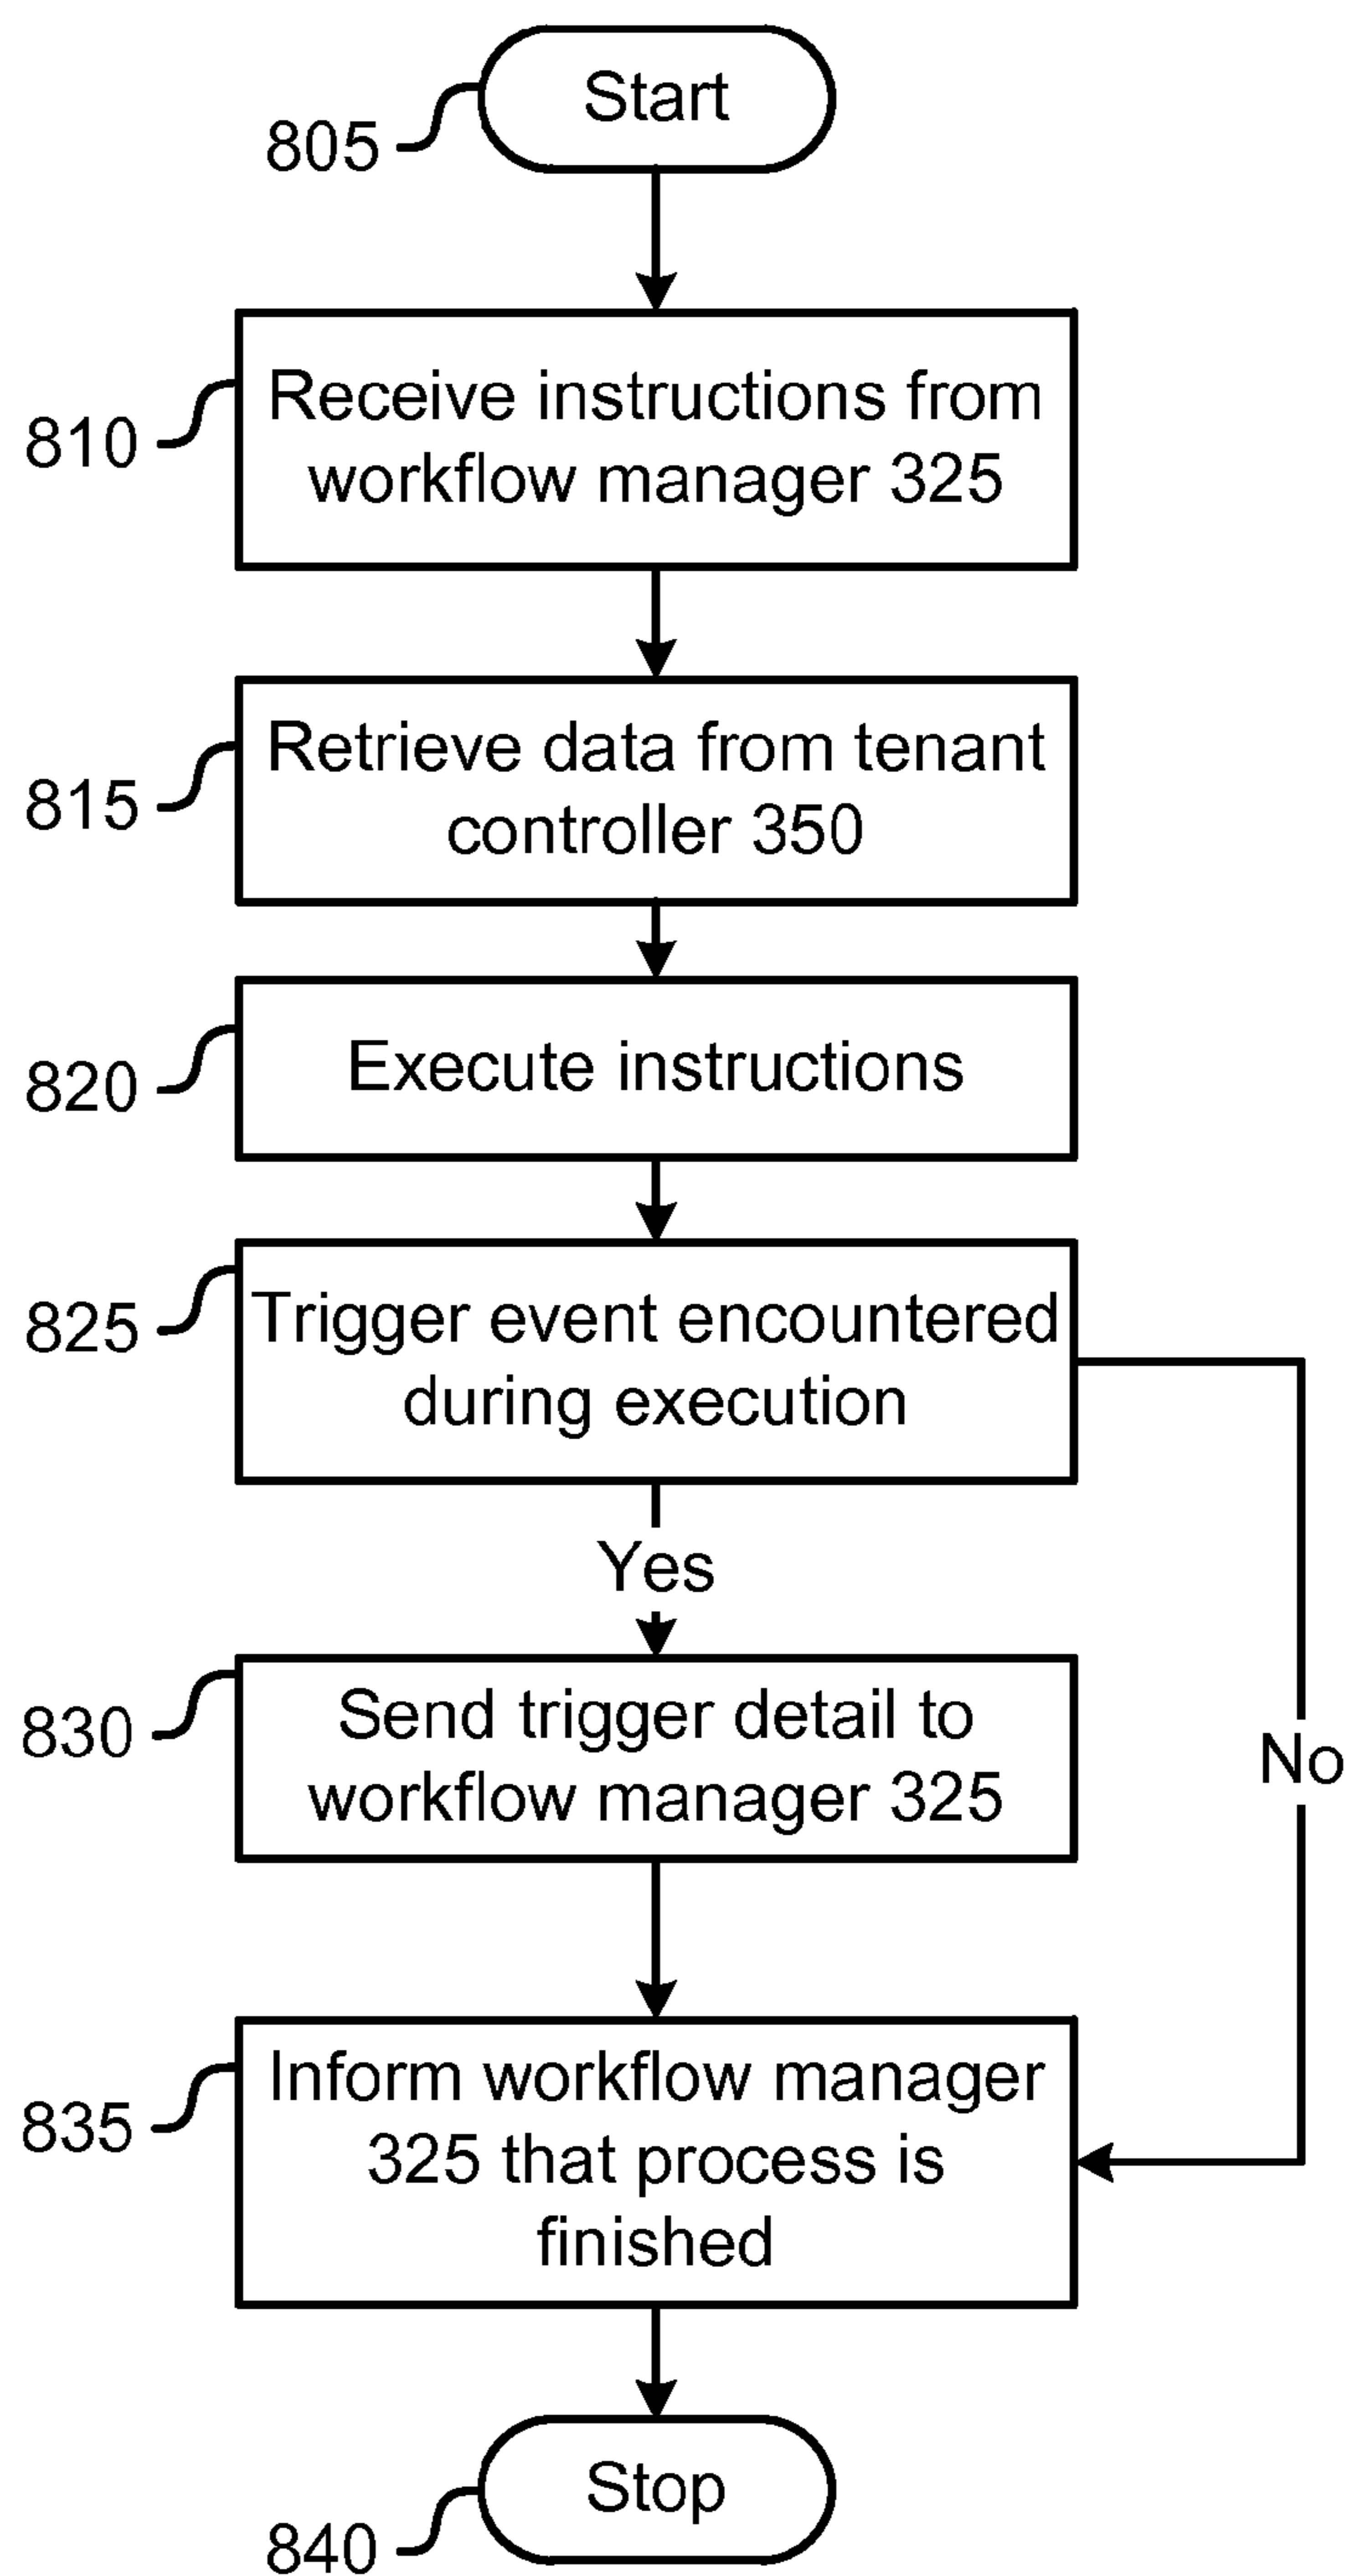 Start
805
Receive instructions from
workflow manager 325
810
Retrieve data from tenant
controller 350
815
Execute instructions
820
Trigger event encountered
during execution
825
Yes
Send trigger detail to
workflow manager 325
830
No
Inform workflow manager
325 that process is
finished
835
Stop
840